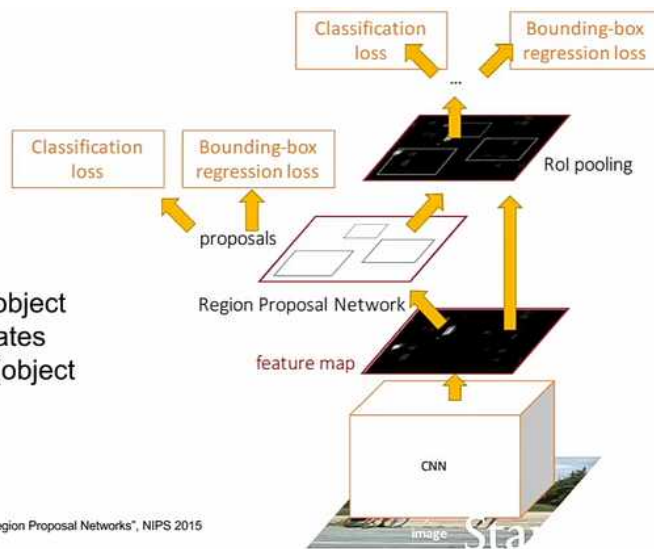 Classification
loss
Bounding-box
regression loss
...
Classification
loss
Bounding-box
regression loss
RoI pooling
proposals
object
Region Proposal Network
feature map
object
CNN
egion Proposal Networks", NIPS 2015
image